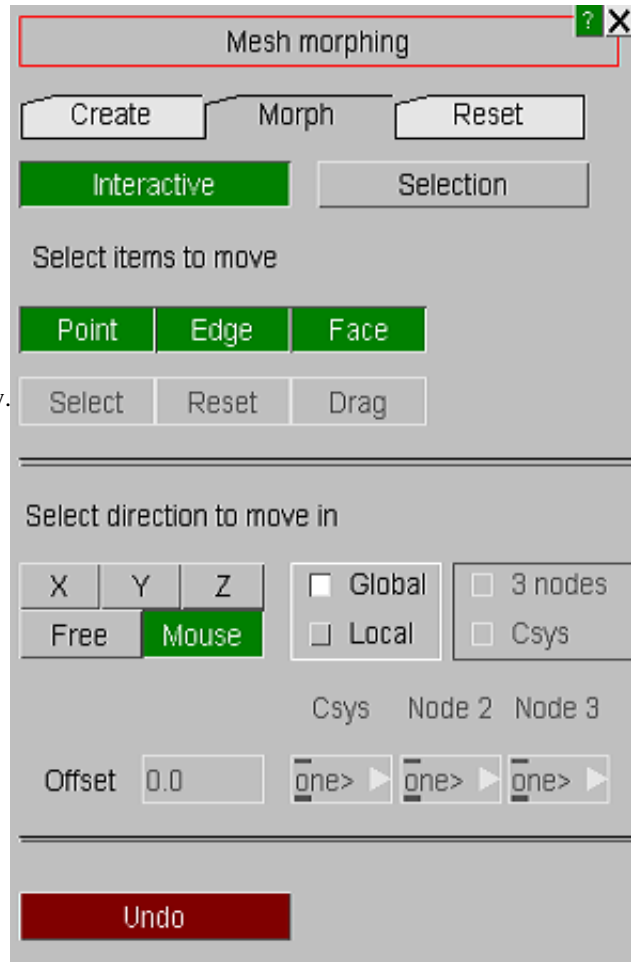 ? X
Mesh morphing
Create Morph Reset
Interactive Selection
Select items to move
Point Edge Face
y.
Select Reset Drag
Select direction to move in
X Y Z Global 3 nodes
Free Mouse Local Csys
Csys Node 2 Node 3
Offset 0.0 one> one> one>
Undo